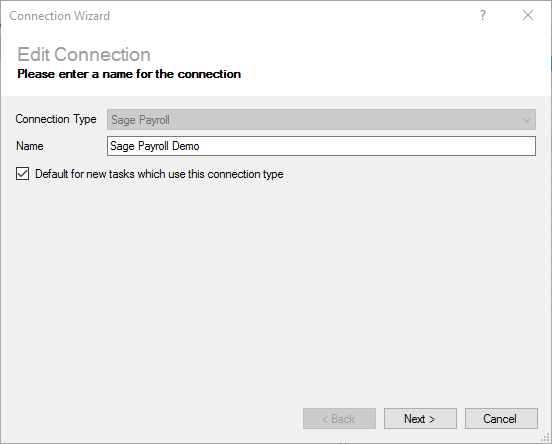 Connection Wizard
?
Edit Connection
Please enter a name for the connection
Connection Type Sage Payroll
Name Sage Payroll Demo
Default for new tasks which use this connection type
< Back Next > Cancel